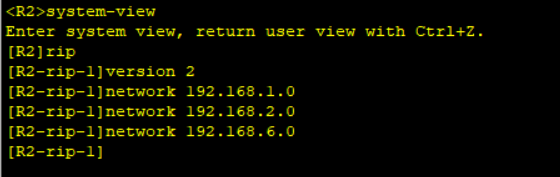 <R2>system-view
Enter system view, return user view with Ctrl+Z.
[R2]rip
[R2-rip-1]version 2
[R2-rip-1]network 192.168.1.0
[R2-rip-1]network 192.168.2.0
[R2-rip-1]network 192.168.6.0
[R2-rip-1]